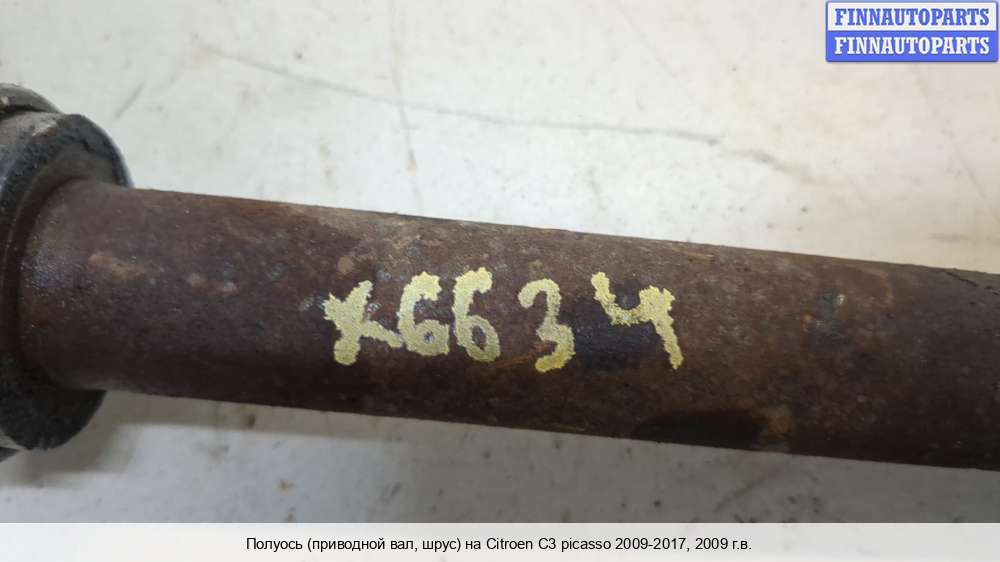 FINNAUTOPARTS
FINNAUTOPARTS
X6634
Полуось (приводной вал, шрус) на Citroen C3 picasso 2009-2017, 2009 г.в.